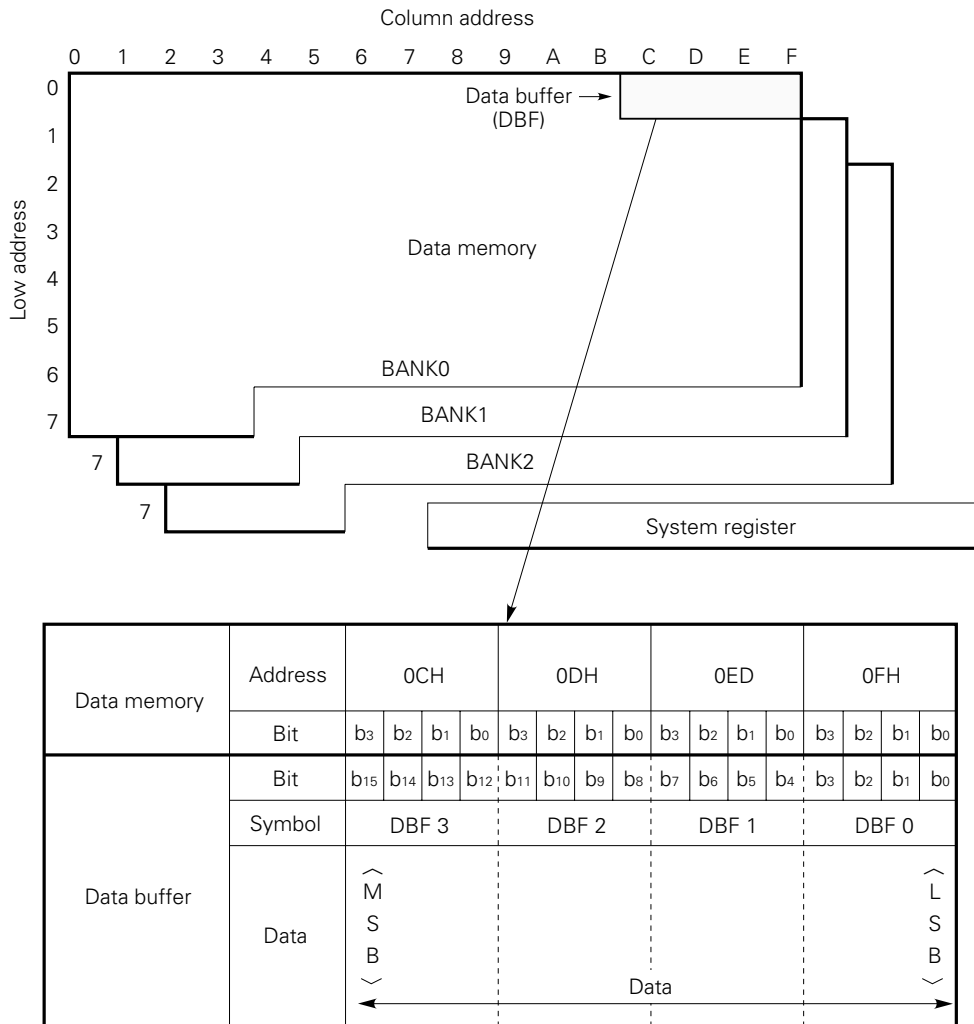 Column address
0 1 2 3 4 5 6 7 8 9 A B C D E F
0
Data buffer
(DBF)
1
2
3
Data memory
4
5
6
7
Low address
BANK0
BANK1
7
BANK2
7
System register
Data memory
Address 0CH 0DH 0ED 0FH
Bit b3 b2 b1 b0 b3 b2 b1 b0 b3 b2 b1 b0 b3 b2 b1 b0
Data buffer
Bit b15 b14 b13 b12 b11 b10 b9 b8 b7 b6 b5 b4 b3 b2 b1 b0
Symbol DBF 3 DBF 2 DBF 1 DBF 0
Data
〈MSB〉
〈LSB〉
Data